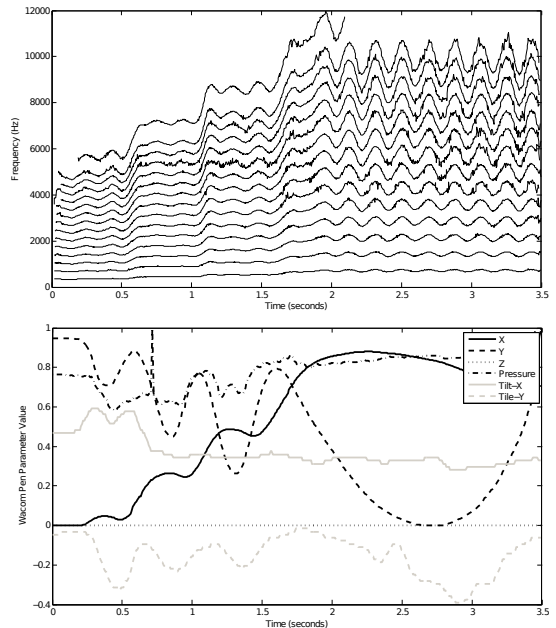 12000
10000
8000
6000
4000
2000
0
Frequency (Hz)
0 0.5 1 1.5 2 2.5 3 3.5
Time (seconds)
1
0.8
0.6
0.4
0.2
0
−0.2
−0.4
Wacom Pen Parameter Value
X
Y
Z
Pressure
Tilt−X
Tile−Y
0 0.5 1 1.5 2 2.5 3 3.5
Time (seconds)